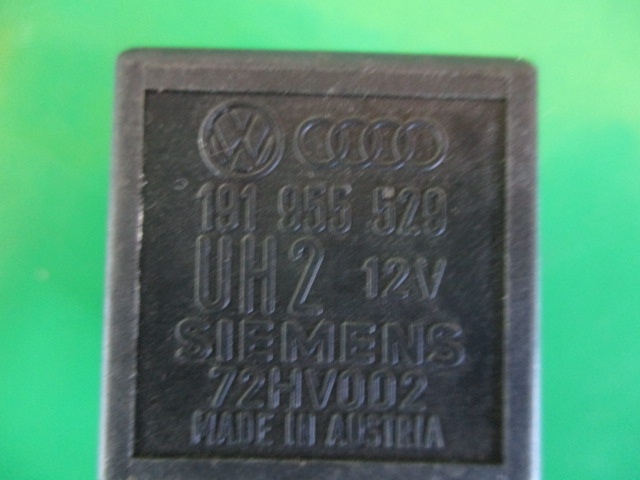 191 955 529
UH2 12V
SIEMENS
72HV002
MADE IN AUSTRIA